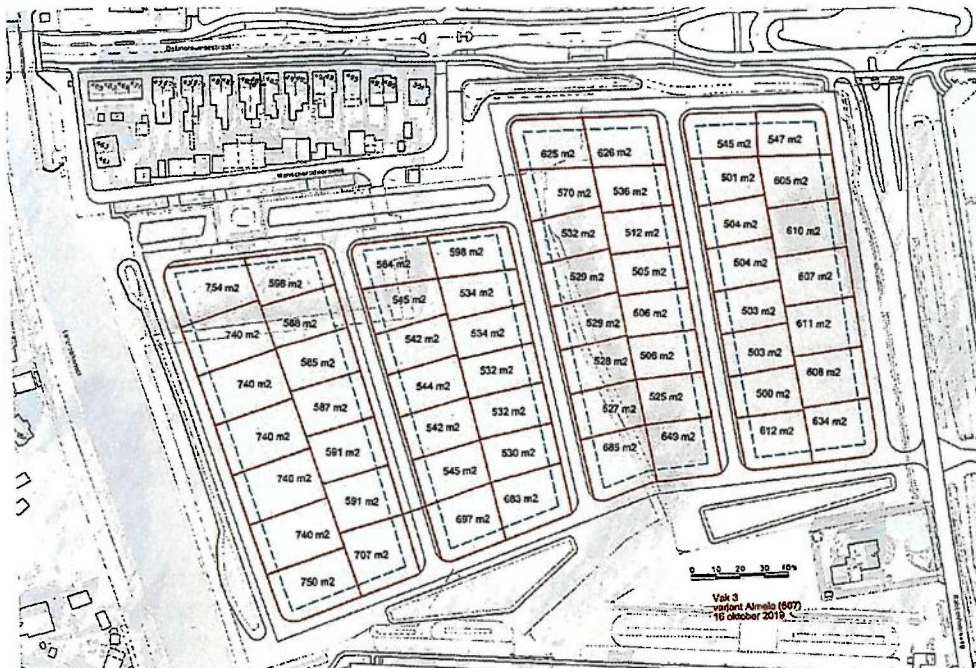 625 m2 626 m2
545 m2 547 m2
570 m2 536 m2
501 m2 605 m2
532 m2 512 m2
504 m2 610 m2
529 m2 505 m2
504 m2 607 m2
529 m2 506 m2
503 m2 611 m2
528 m2 506 m2
503 m2 608 m2
527 m2 525 m2
500 m2
685 m2 649 m2
612 m2 634 m2
754 m2 598 m2
584 m2 598 m2
740 m2 588 m2
545 m2 534 m2
740 m2 585 m2
542 m2 534 m2
740 m2 587 m2
544 m2 532 m2
740 m2 591 m2
542 m2 532 m2
740 m2 591 m2
545 m2 530 m2
750 m2 707 m2
697 m2 683 m2
0 10 20 30 40m
Vak 3
variant Almelo (607)
16 oktober 2019